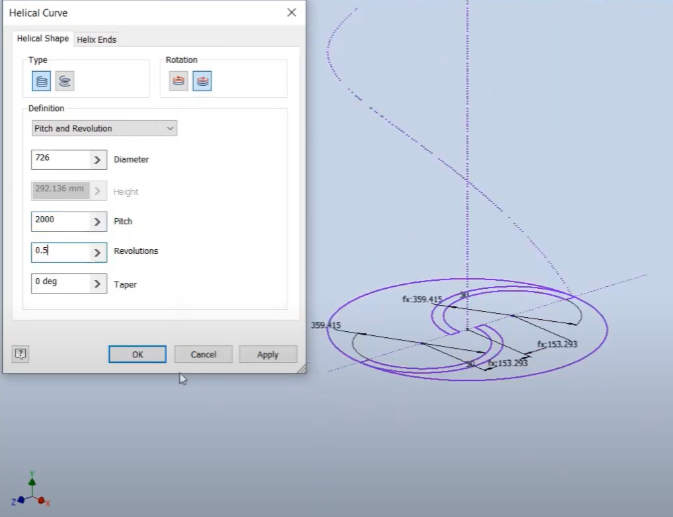 Helical Curve
Helical Shape
Helix Ends
Type
Rotation
Definition
Pitch and Revolution
726
Diameter
292.136 mm
Height
2000
Pitch
0.5
Revolutions
0 deg
Taper
OK
Cancel
Apply
fx:359.415
30
359.415
fx:153.293
fx:153.293
30
Y
Z
X